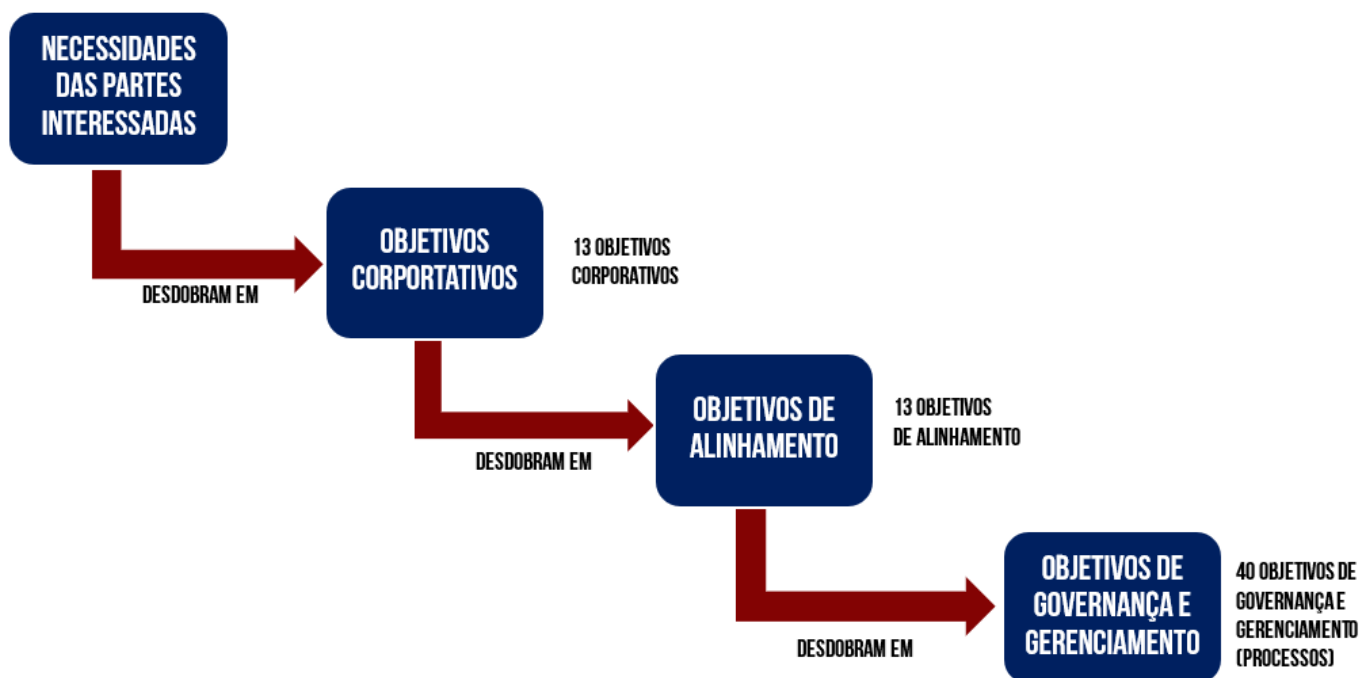 NECESSIDADES
DAS PARTES
INTERESSADAS
DESDOBRAM EM
OBJETIVOS
CORPORTATIVOS
13 OBJETIVOS
CORPORATIVOS
DESDOBRAM EM
OBJETIVOS DE
ALINHAMENTO
13 OBJETIVOS
DE ALINHAMENTO
DESDOBRAM EM
OBJETIVOS DE
GOVERNANÇA E
GERENCIAMENTO
40 OBJETIVOS DE
GOVERNANÇA E
GERENCIAMENTO
(PROCESSOS)